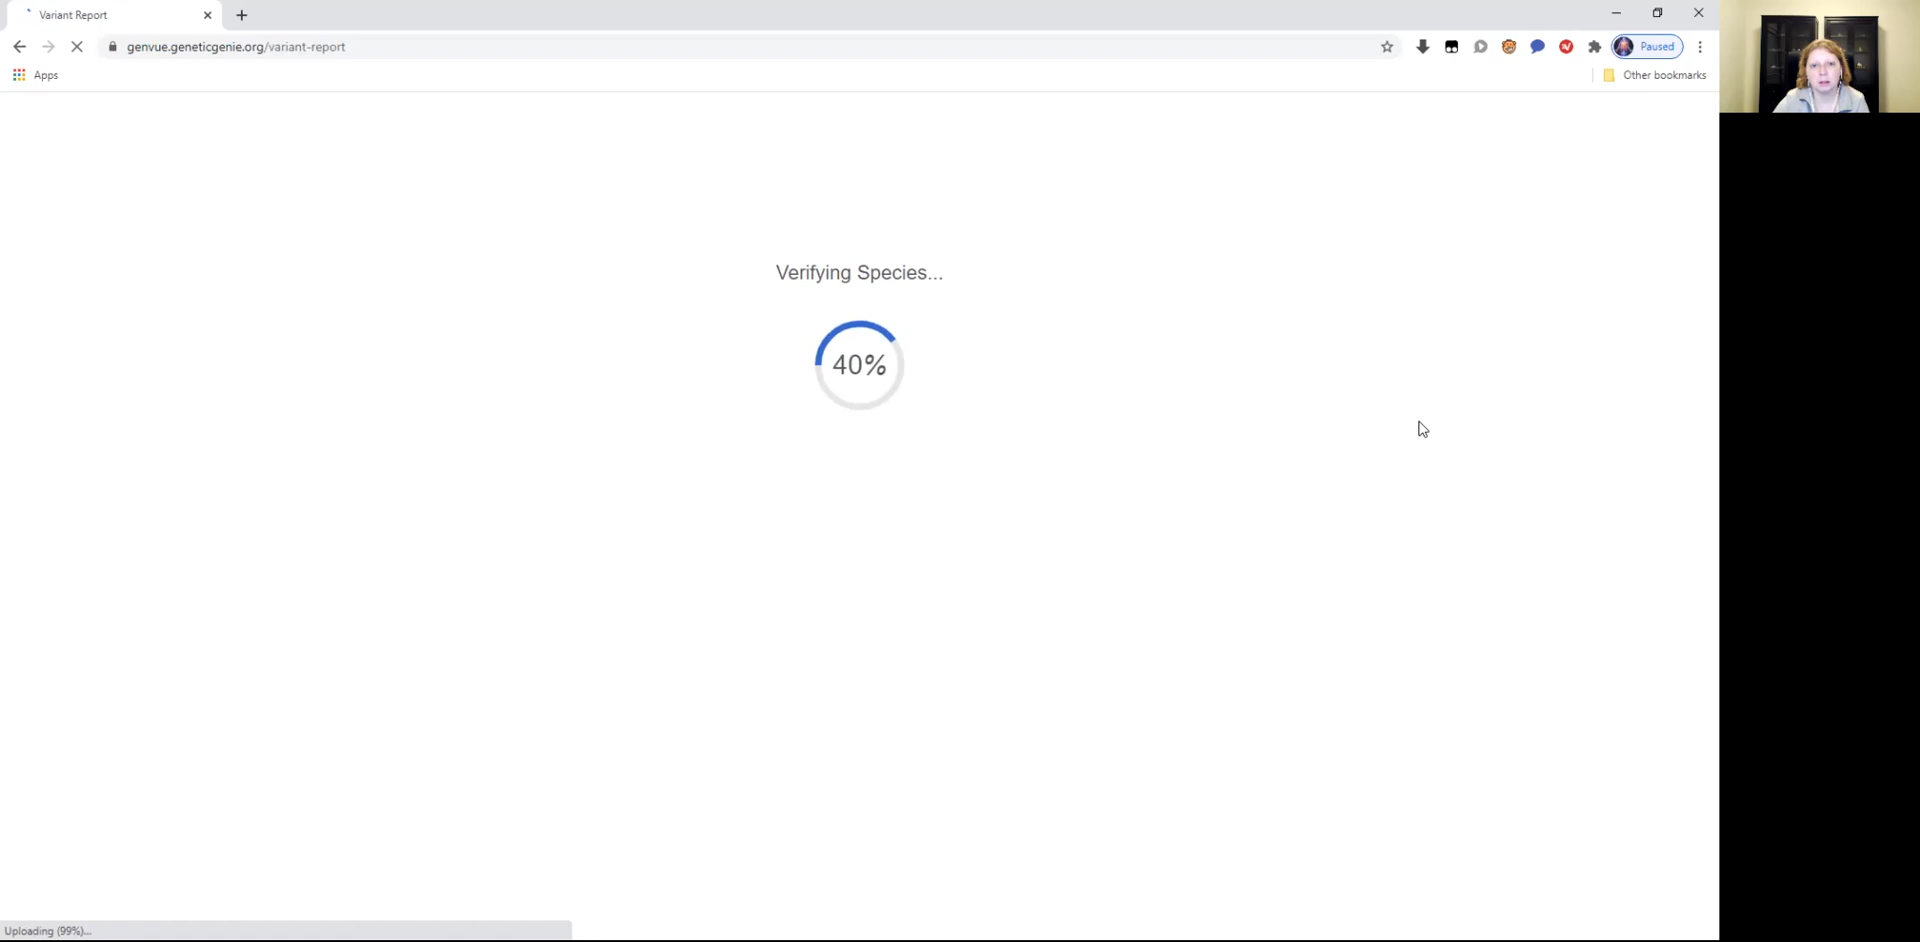 Variant Report
genvue.geneticgenie.org/variant-report
Paused
Apps
Other bookmarks
Verifying Species...
40%
Uploading (99%)...